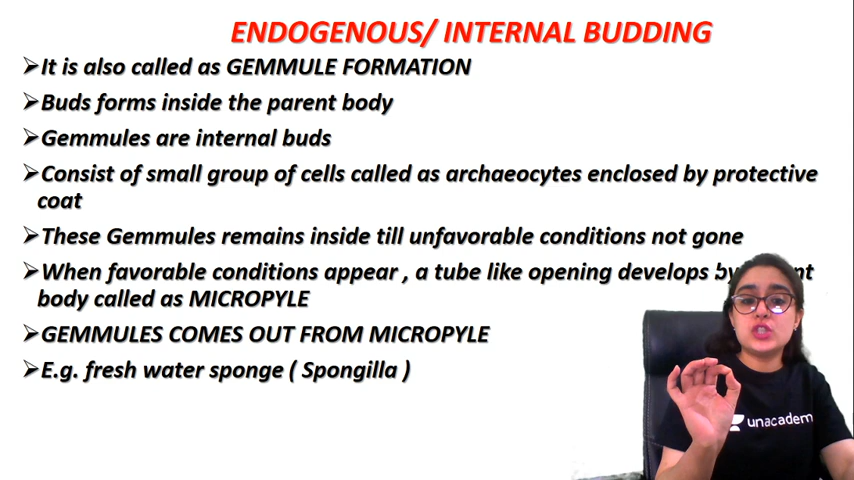 ENDOGENOUS/ INTERNAL BUDDING
➢It is also called as GEMMULE FORMATION
➢Buds forms inside the parent body
➢Gemmules are internal buds
➢Consist of small group of cells called as archaeocytes enclosed by protective
coat
➢These Gemmules remains inside till unfavorable conditions not gone
➢When favorable conditions appear , a tube like opening develops by
body called as MICROPYLE
➢GEMMULES COMES OUT FROM MICROPYLE
➢E.g. fresh water sponge ( Spongilla )
unacadem